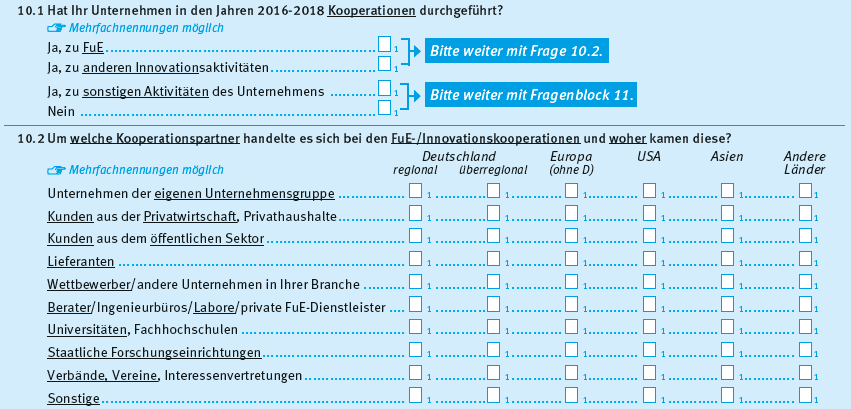 10.1 Hat Ihr Unternehmen in den Jahren 2016-2018 Kooperationen durchgeführt?
Mehrfachnennungen möglich
Ja, zu FuE 1
Bitte weiter mit Frage 10.2.
Ja, zu anderen Innovationsaktivitäten 1
Ja, zu sonstigen Aktivitäten des Unternehmens 1
Bitte weiter mit Fragenblock 11.
Nein 1
10.2 Um welche Kooperationspartner handelte es sich bei den FuE-/Innovationskooperationen und woher kamen diese?
Deutschland Europa USA Asien Andere
Mehrfachnennungen möglich regional überregional (ohne D) Länder
Unternehmen der eigenen Unternehmensgruppe 1 1 1 1 1 1
Kunden aus der Privatwirtschaft, Privathaushalte 1 1 1 1 1 1
Kunden aus dem öffentlichen Sektor 1 1 1 1 1 1
Lieferanten 1 1 1 1 1 1
Wettbewerber/andere Unternehmen in Ihrer Branche 1 1 1 1 1 1
Berater/Ingenieurbüros/Labore/private FuE-Dienstleister 1 1 1 1 1 1
Universitäten, Fachhochschulen 1 1 1 1 1 1
Staatliche Forschungseinrichtungen 1 1 1 1 1 1
Verbände, Vereine, Interessenvertretungen 1 1 1 1 1 1
Sonstige 1 1 1 1 1 1